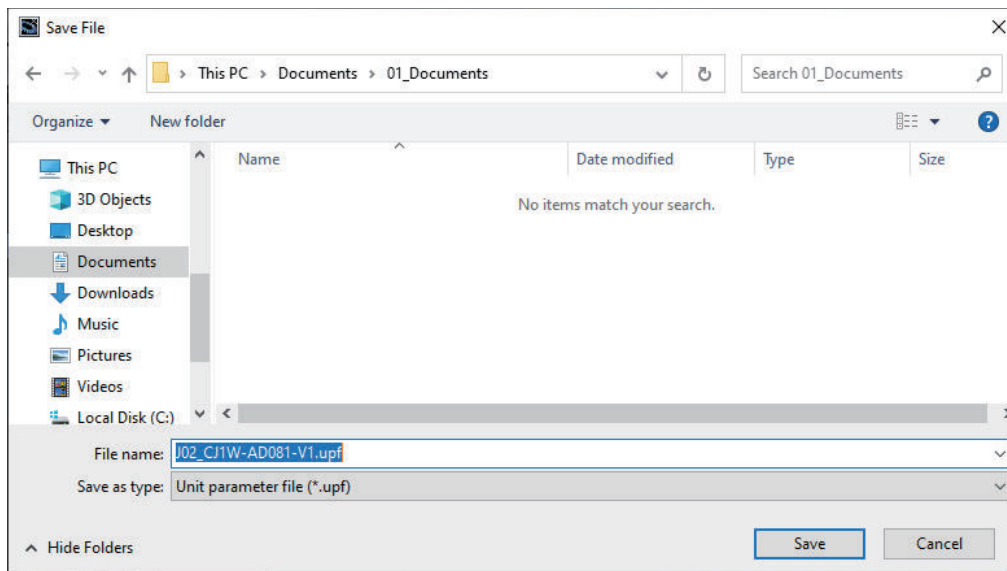 Save File
This PC > Documents > 01_Documents
Search 01_Documents
Organize
New folder
Name
Date modified
Type
Size
No items match your search.
This PC
3D Objects
Desktop
Documents
Downloads
Music
Pictures
Videos
Local Disk (C:)
File name: J02_CJ1W-AD081-V1.upf
Save as type: Unit parameter file (*.upf)
Hide Folders
Save
Cancel